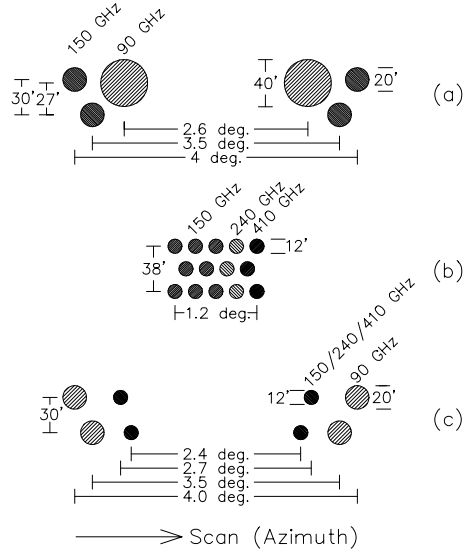 150 GHz
90 GHz
30'
27'
40'
20'
(a)
2.6 deg.
3.5 deg.
4 deg.
150 GHz
240 GHz
410 GHz
38'
12'
(b)
1.2 deg.
150/240/410 GHz
90 GHz
30'
12'
20'
(c)
2.4 deg.
2.7 deg.
3.5 deg.
4.0 deg.
Scan (Azimuth)